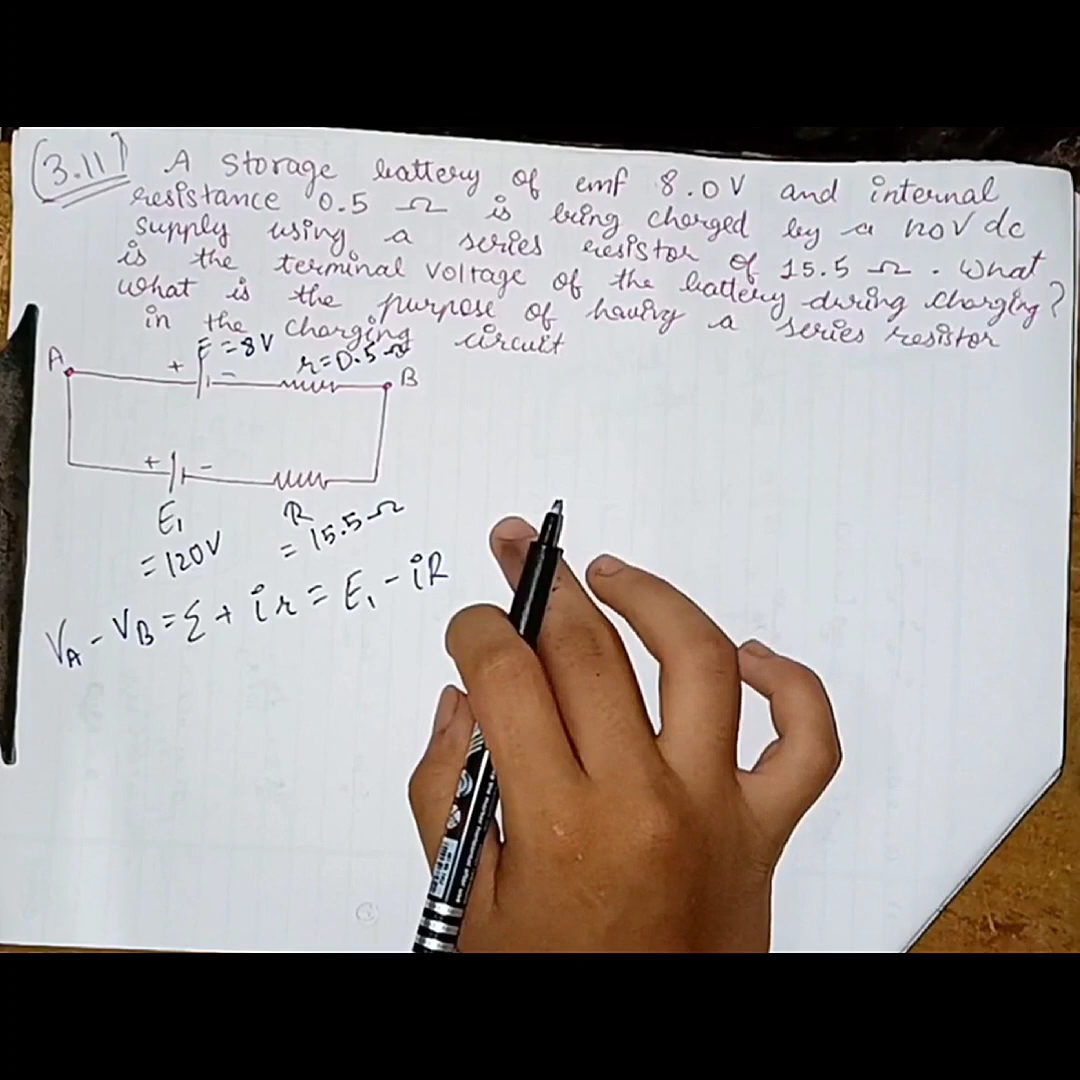 (3.11) A storage battery of emf 8.0 V and internal
resistance 0.5 Ω is being charged by a 120V dc
supply using a series resistor of 15.5 Ω. What
is the terminal voltage of the battery during charging?
what is the purpose of having a series resistor
in the charging circuit
E = 8V
r = 0.5 Ω
A + - B
+ -
E₁ R
= 120V = 15.5 Ω
V_A - V_B = ξ + ir = E₁ - iR